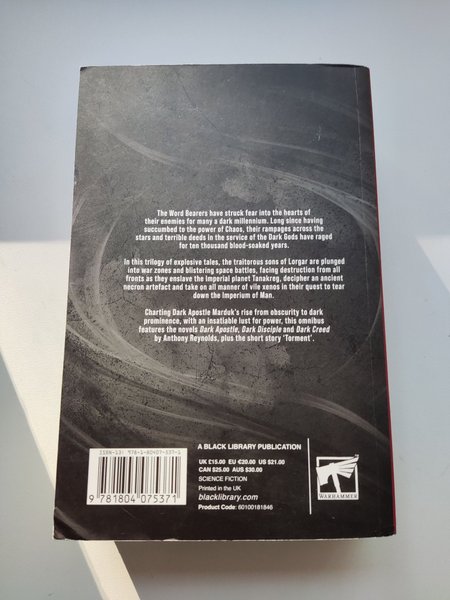 The Word Bearers have struck fear into the hearts of
their enemies for many a dark millennium. Long since having
succumbed to the power of Chaos, their rampages across the
stars and terrible deeds in the service of the Dark Gods have raged
for ten thousand blood-soaked years.
In this trilogy of explosive tales, the traitorous sons of Lorgar are plunged
into war zones and blistering space battles, facing destruction from all
fronts as they enslave the Imperial planet Tanakreg, decipher an ancient
necron artefact and take on all manner of vile xenos in their quest to tear
down the Imperium of Man.
Charting Dark Apostle Marduk's rise from obscurity to dark
prominence, with an insatiable lust for power, this omnibus
features the novels Dark Apostle, Dark Disciple and Dark Creed
by Anthony Reynolds, plus the short story 'Torment'.
A BLACK LIBRARY PUBLICATION
UK £15.00 EU €20.00 US $21.00
CAN $25.00 AUS $30.00
SCIENCE FICTION
Printed in the UK
blacklibrary.com
Product Code: 60100181846
ISBN-13: 978-1-80407-537-1
9 781804 075371
WARHAMMER